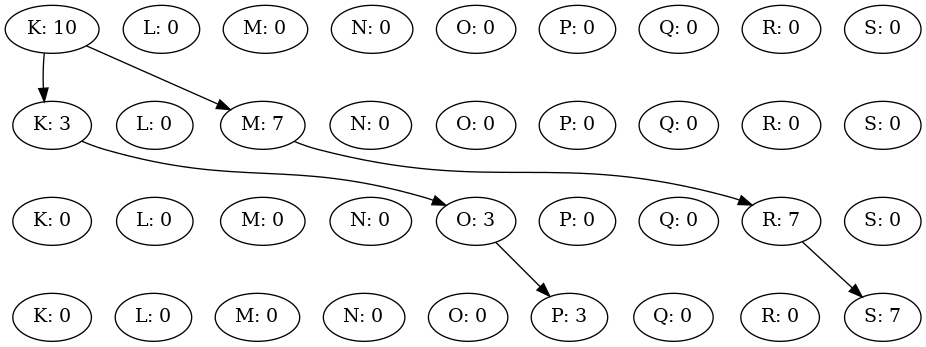 K: 10 L: 0 M: 0 N: 0 O: 0 P: 0 Q: 0 R: 0 S: 0
K: 3 L: 0 M: 7 N: 0 O: 0 P: 0 Q: 0 R: 0 S: 0
K: 0 L: 0 M: 0 N: 0 O: 3 P: 0 Q: 0 R: 7 S: 0
K: 0 L: 0 M: 0 N: 0 O: 0 P: 3 Q: 0 R: 0 S: 7